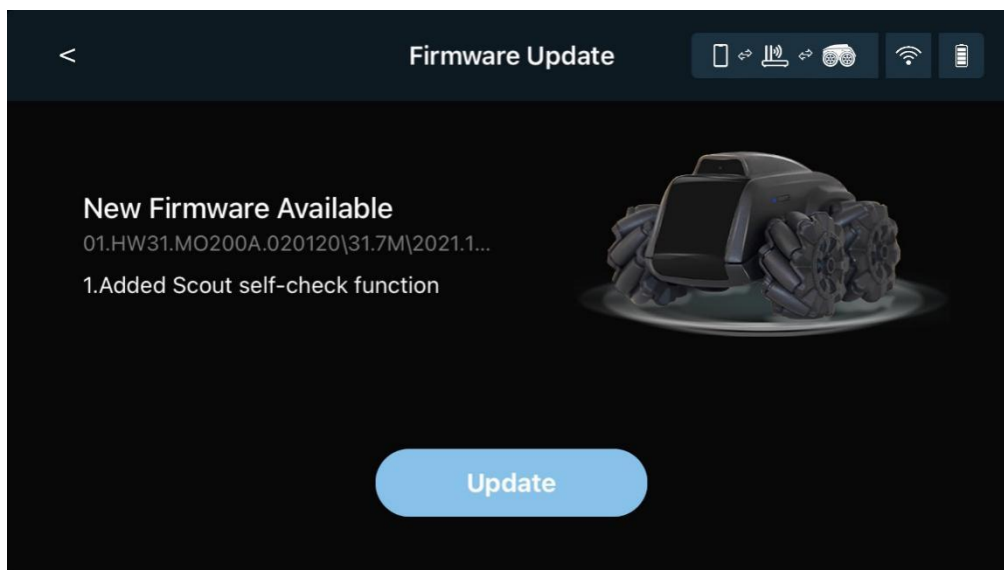 <
Firmware Update
New Firmware Available
01.HW31.MO200A.020120\31.7M\2021.1...
1.Added Scout self-check function
Update